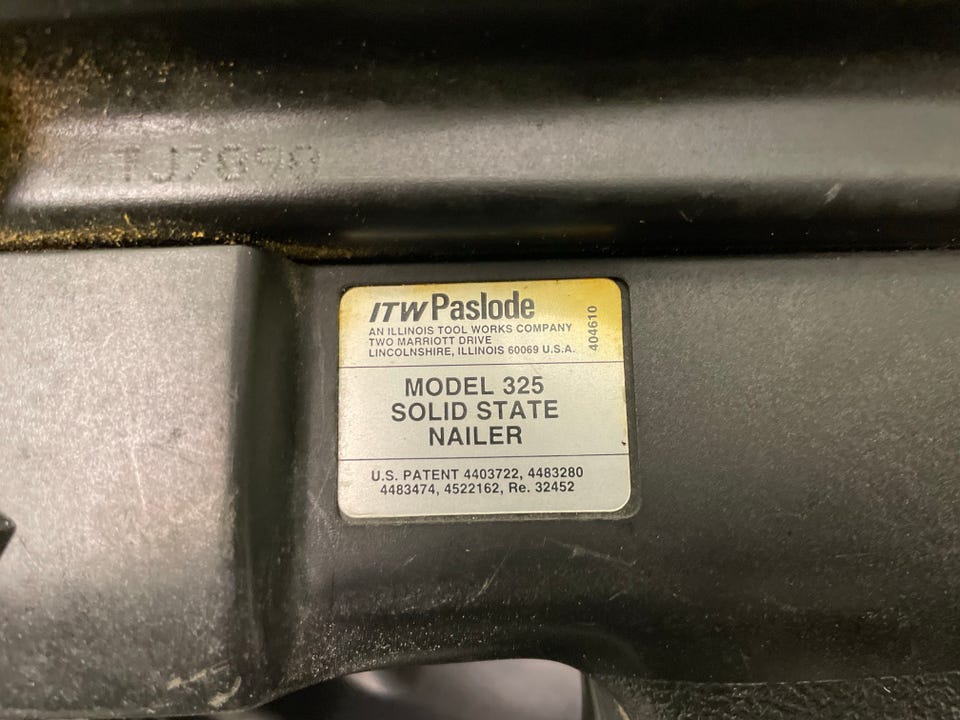 TJ7890
ITW Paslode
AN ILLINOIS TOOL WORKS COMPANY
TWO MARRIOTT DRIVE
LINCOLNSHIRE, ILLINOIS 60069 U.S.A.
404610
MODEL 325
SOLID STATE
NAILER
U.S. PATENT 4403722, 4483280
4483474, 4522162, Re. 32452